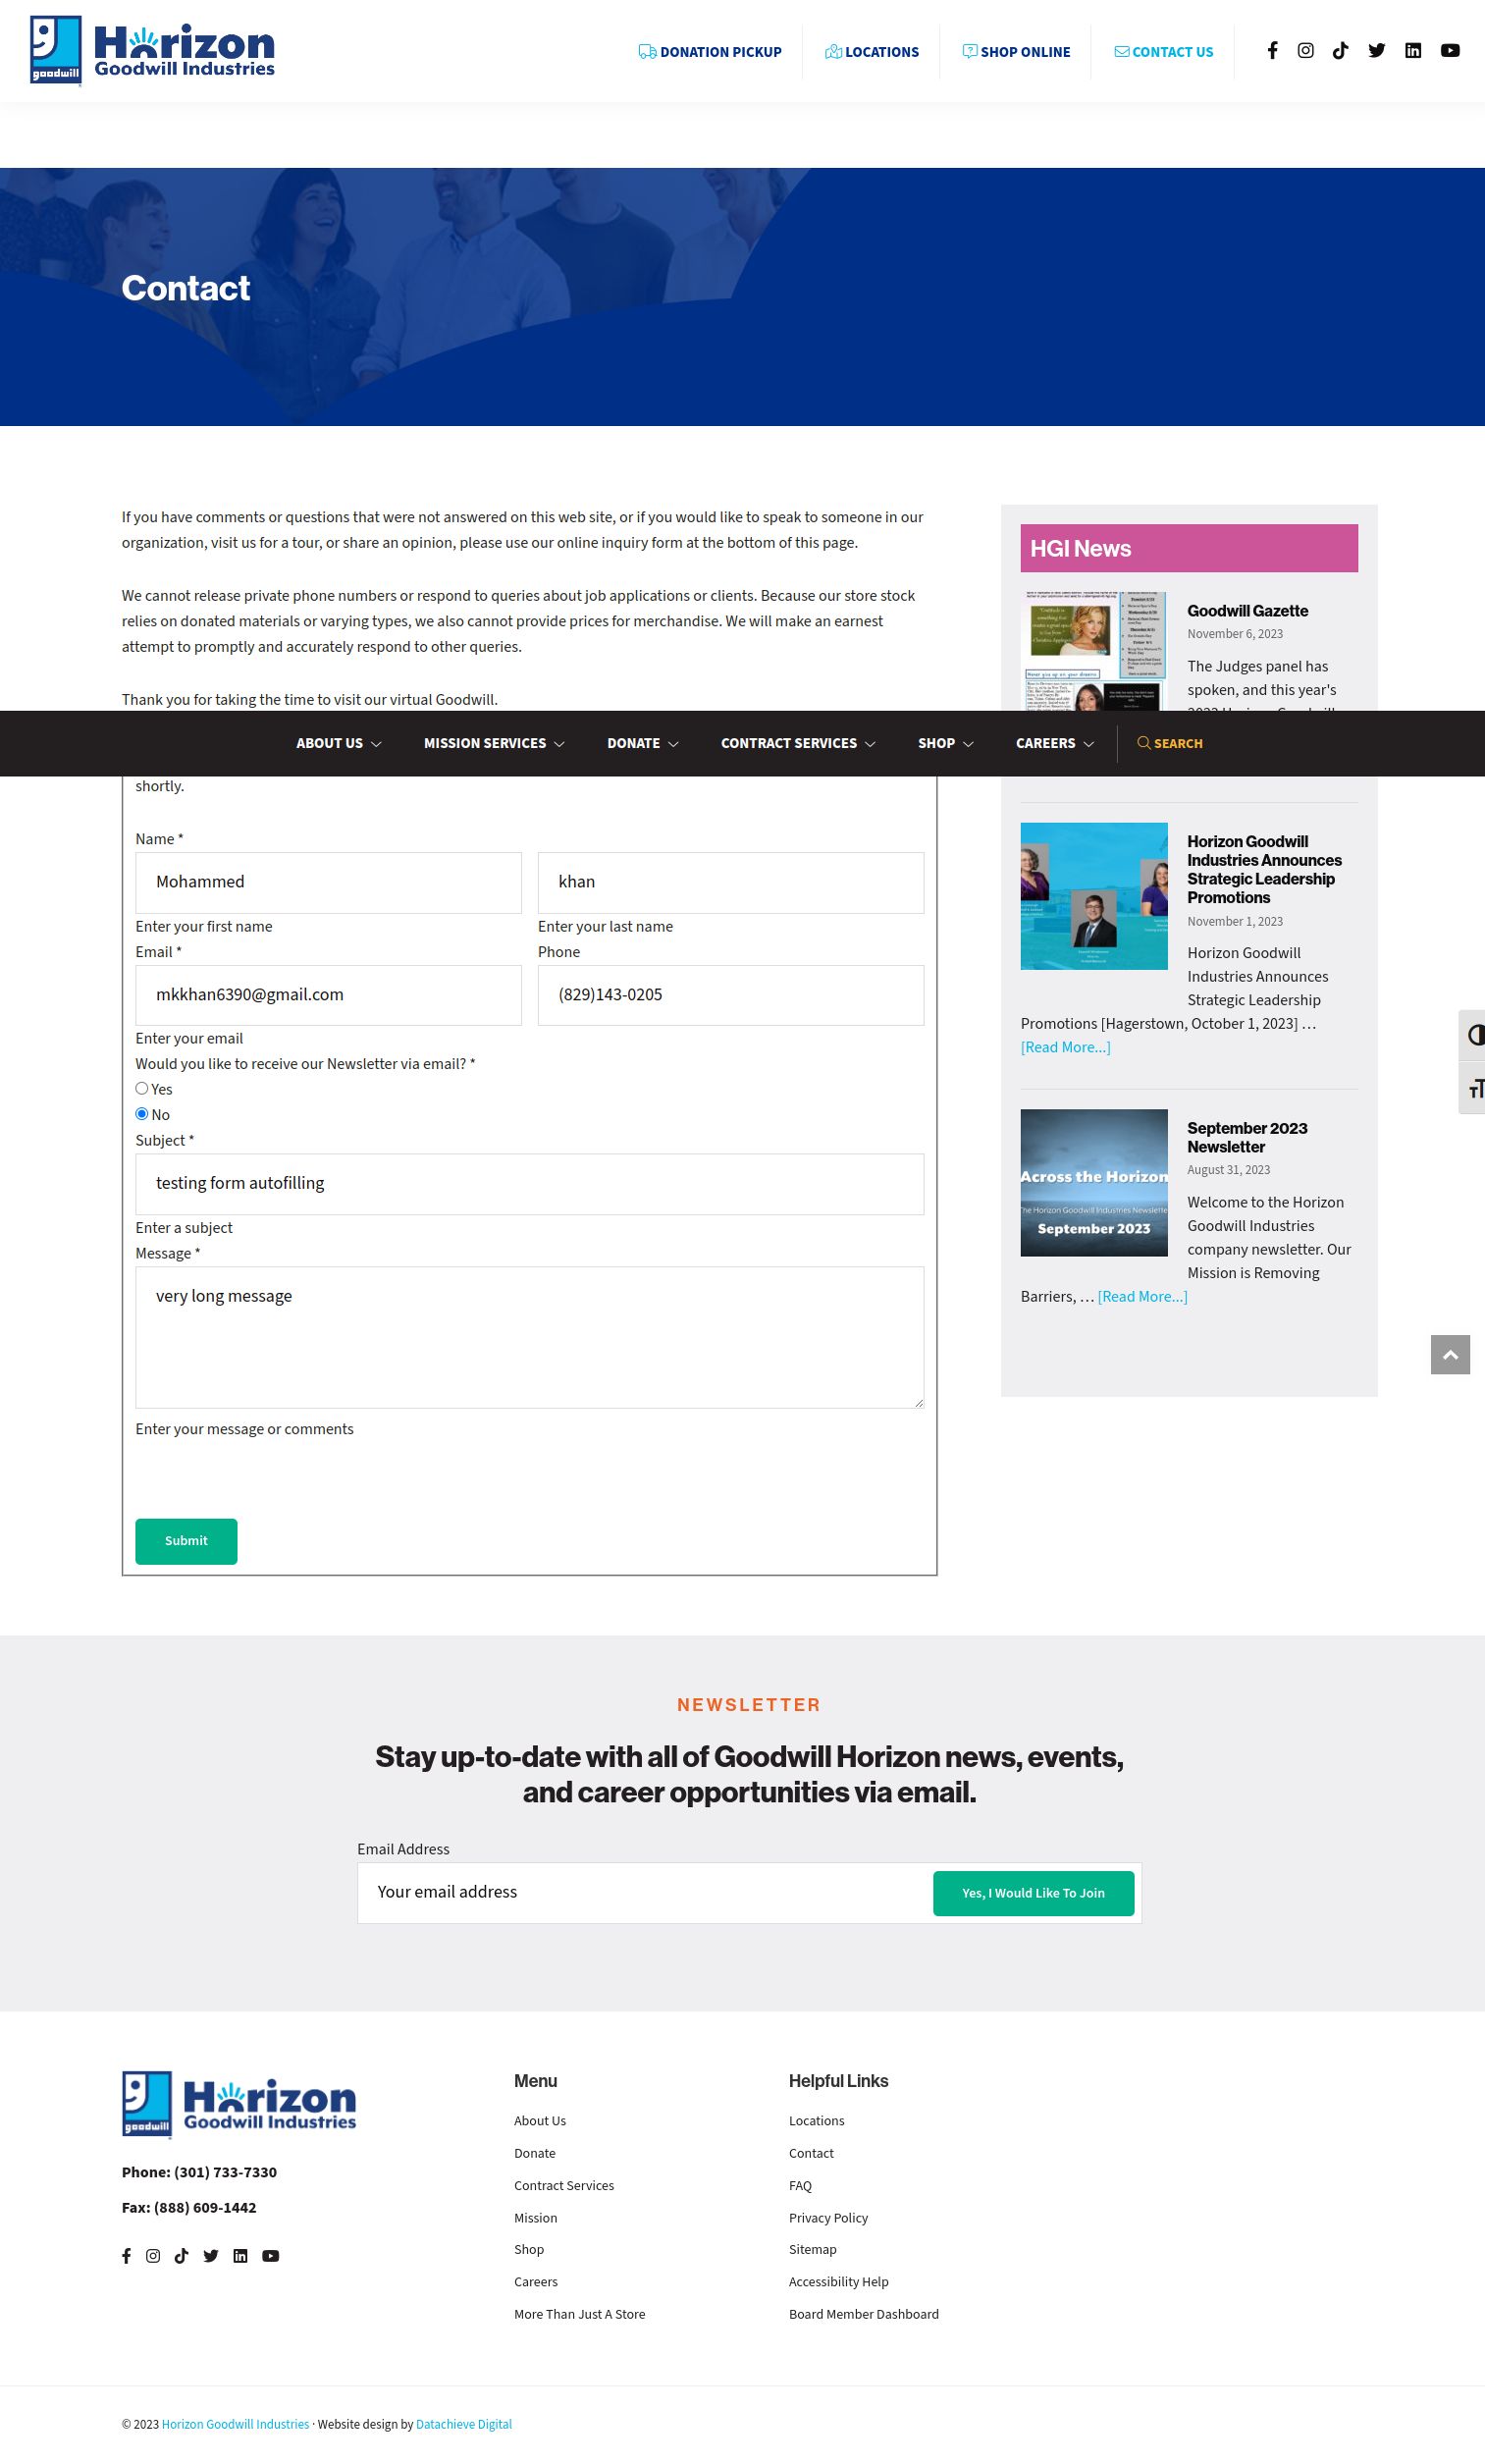 Horizon
Goodwill Industries
goodwill
DONATION PICKUP
LOCATIONS
SHOP ONLINE
CONTACT US
Contact
If you have comments or questions that were not answered on this web site, or if you would like to speak to someone in our
organization, visit us for a tour, or share an opinion, please use our online inquiry form at the bottom of this page.
We cannot release private phone numbers or respond to queries about job applications or clients. Because our store stock
relies on donated materials or varying types, we also cannot provide prices for merchandise. We will make an earnest
attempt to promptly and accurately respond to other queries.
Thank you for taking the time to visit our virtual Goodwill.
ABOUT US
MISSION SERVICES
DONATE
CONTRACT SERVICES
SHOP
CAREERS
SEARCH
shortly.
Name *
Mohammed
khan
Enter your first name
Enter your last name
Email *
Phone
mkkhan6390@gmail.com
(829)143-0205
Enter your email
Would you like to receive our Newsletter via email? *
Yes
No
Subject *
testing form autofilling
Enter a subject
Message *
very long message
Enter your message or comments
Submit
HGI News
Goodwill Gazette
November 6, 2023
The Judges panel has
spoken, and this year's
Horizon Goodwill
Industries Announces
Strategic Leadership
Promotions
November 1, 2023
Horizon Goodwill
Industries Announces
Strategic Leadership
Promotions [Hagerstown, October 1, 2023] …
[Read More...]
Across the Horizon
The Horizon Goodwill Industries Newsletter
September 2023
September 2023
Newsletter
August 31, 2023
Welcome to the Horizon
Goodwill Industries
company newsletter. Our
Mission is Removing
Barriers, … [Read More...]
NEWSLETTER
Stay up-to-date with all of Goodwill Horizon news, events,
and career opportunities via email.
Email Address
Your email address
Yes, I Would Like To Join
Horizon
Goodwill Industries
goodwill
Phone: (301) 733-7330
Fax: (888) 609-1442
Menu
About Us
Donate
Contract Services
Mission
Shop
Careers
More Than Just A Store
Helpful Links
Locations
Contact
FAQ
Privacy Policy
Sitemap
Accessibility Help
Board Member Dashboard
© 2023 Horizon Goodwill Industries · Website design by Datachieve Digital